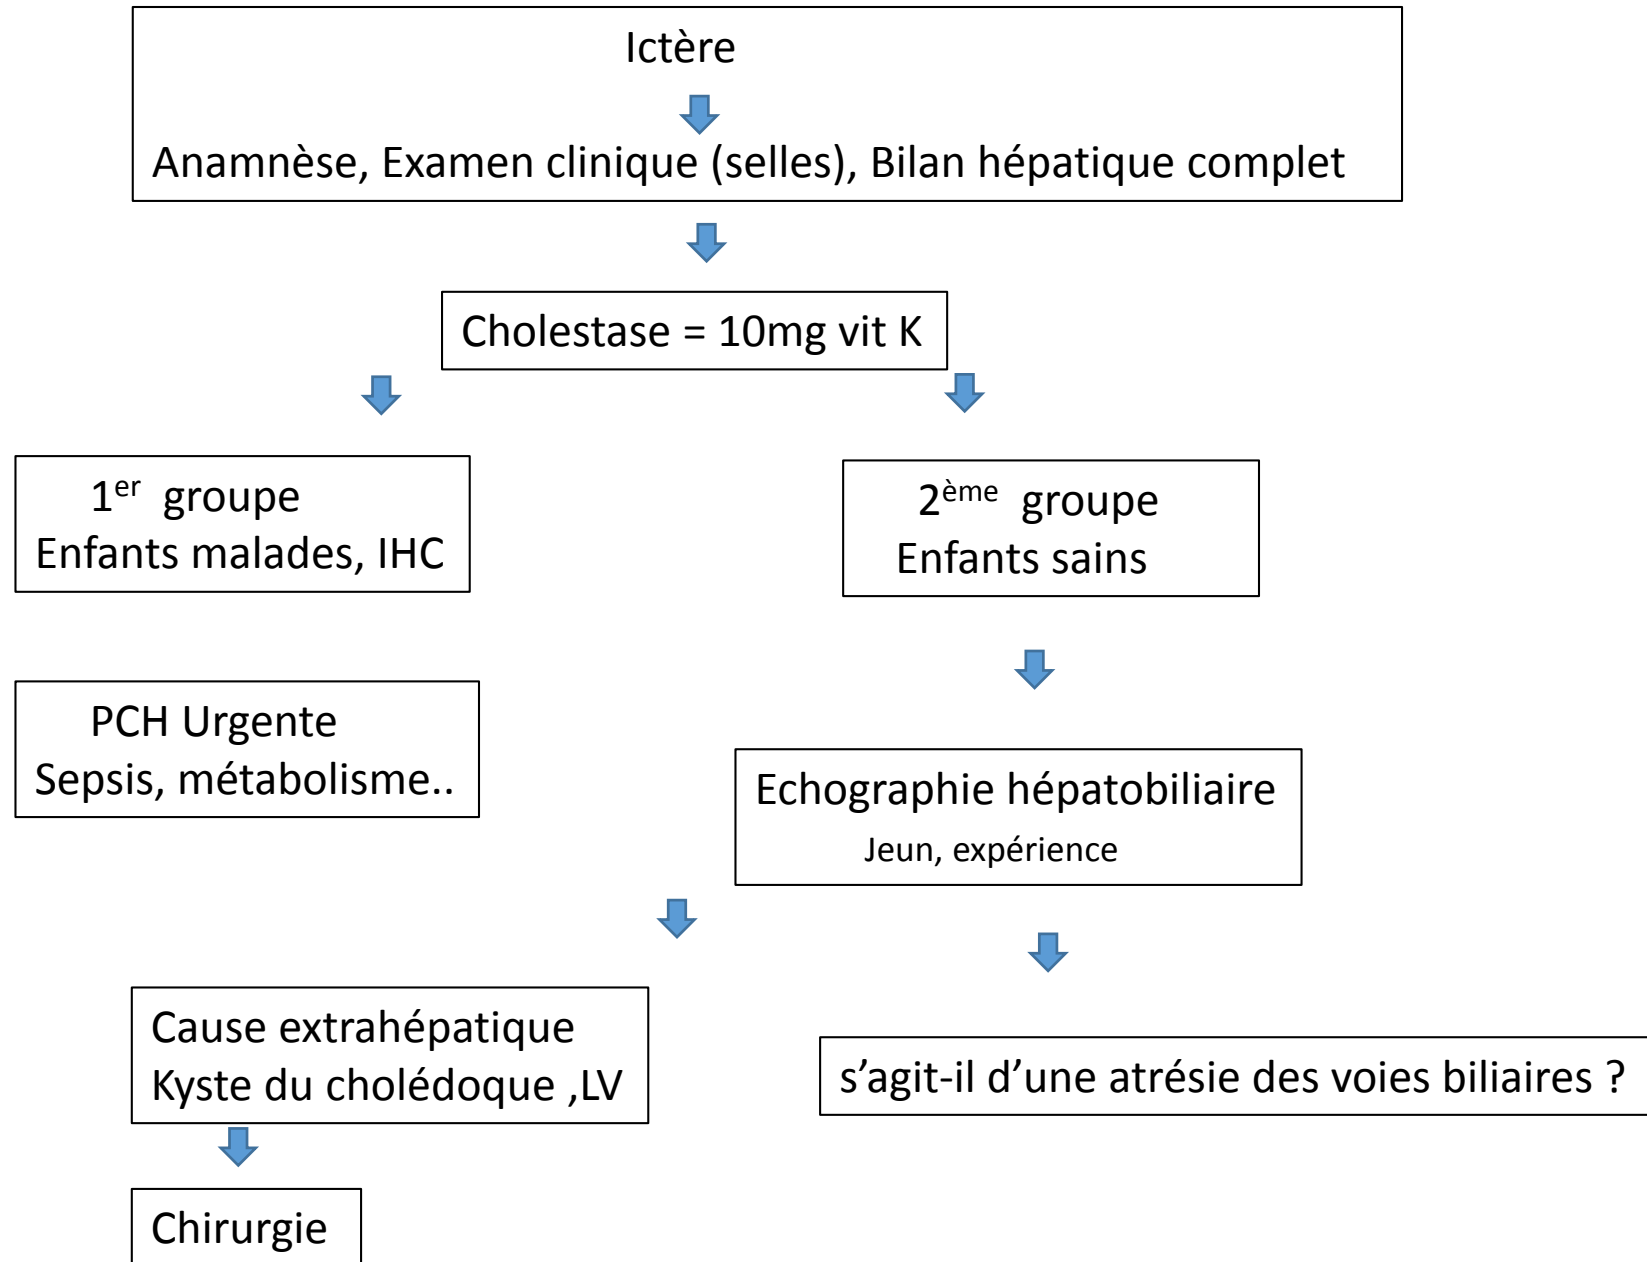 Ictère
Anamnèse, Examen clinique (selles), Bilan hépatique complet
Cholestase = 10mg vit K
1er groupe
Enfants malades, IHC
2ème groupe
Enfants sains
PCH Urgente
Sepsis, métabolisme..
Echographie hépatobiliaire
Jeun, expérience
Cause extrahépatique
Kyste du cholédoque ,LV
s’agit-il d’une atrésie des voies biliaires ?
Chirurgie